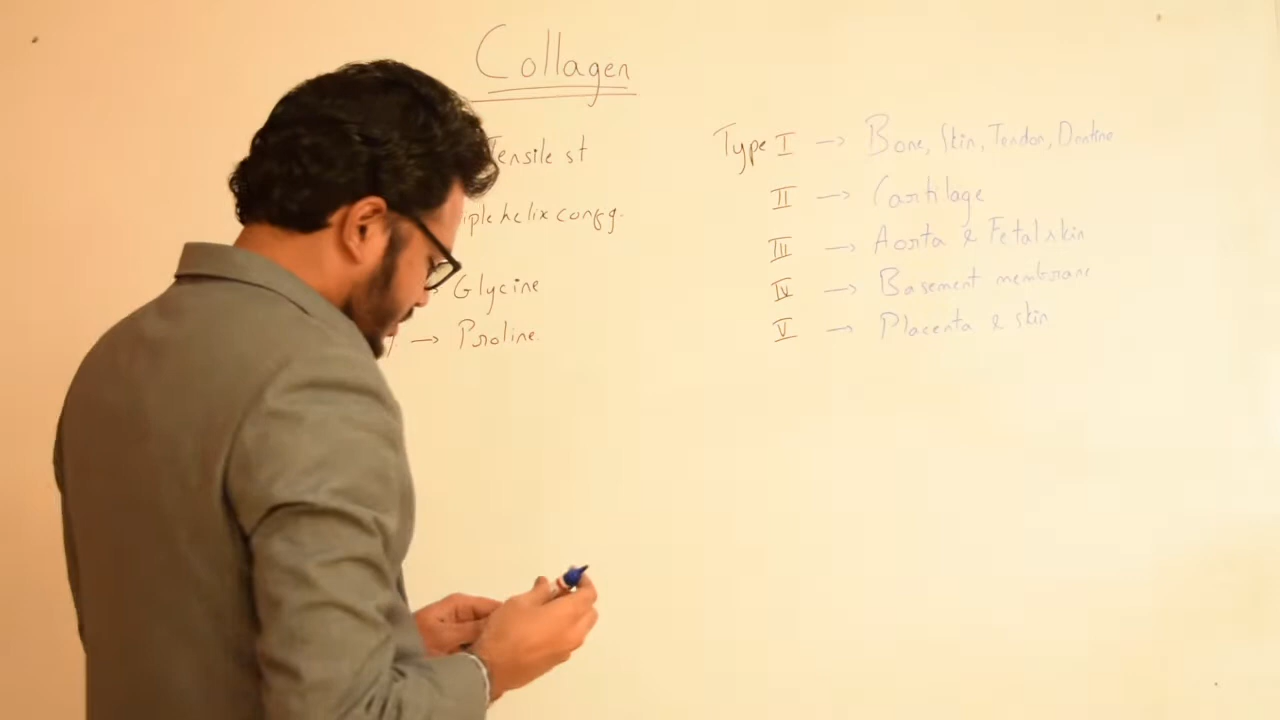 Collagen
Tensile st
iple helix confg.
Glycine
→ Proline.
Type I → Bone, Skin, Tendon, Dentine
II → Cartilage
III → Aorta & Fetal skin
IV → Basement membrane
V → Placenta & skin